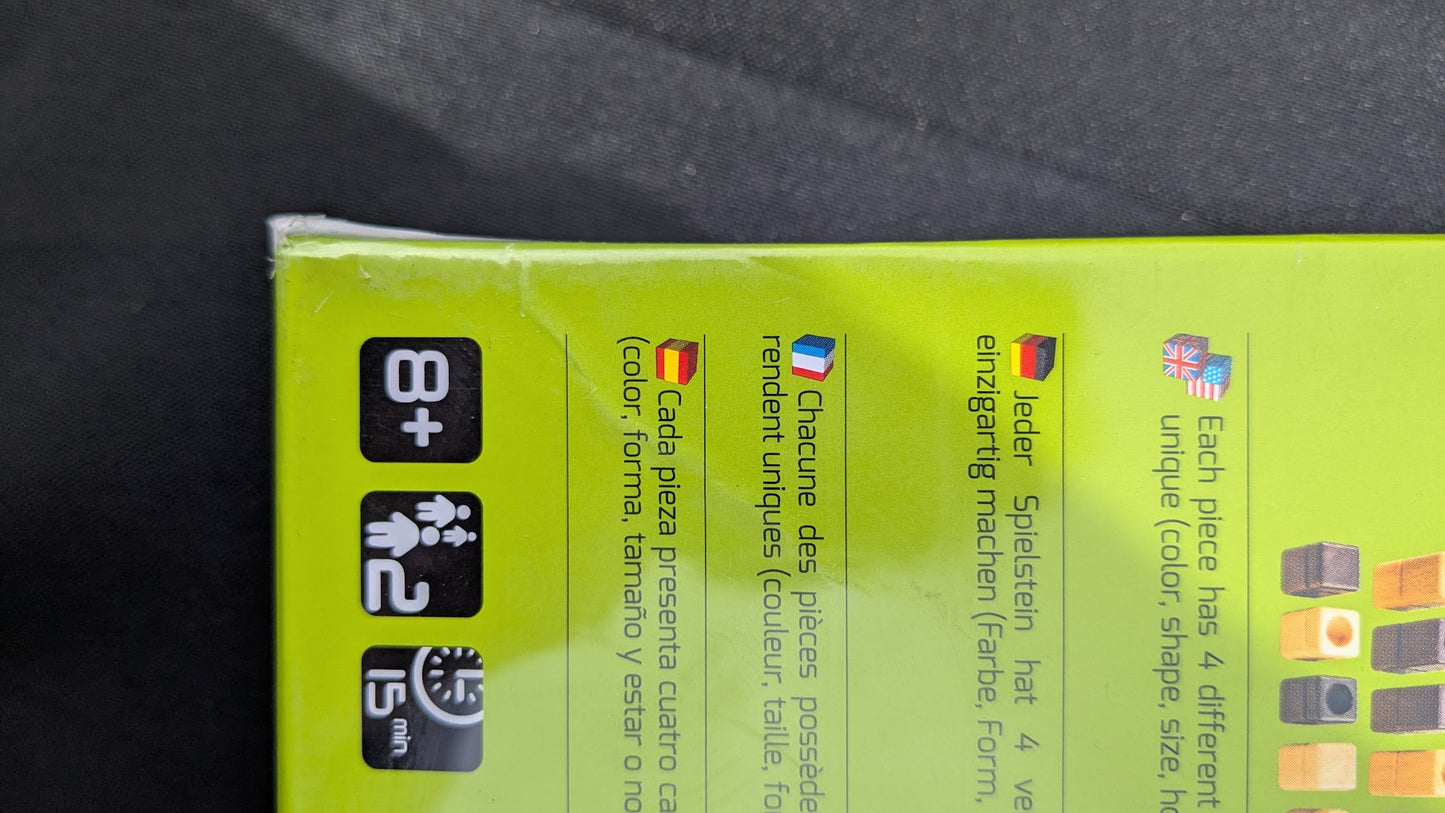 Each piece has 4 different
unique (color, shape, size,
Jeder Spielstein hat 4
einzigartig machen (Farbe, Form,
Chacune des pièces
rendent uniques (couleur, taille,
Cada pieza presenta cuatro
(color, forma, tamaño y estar o no
8+
2
15 min